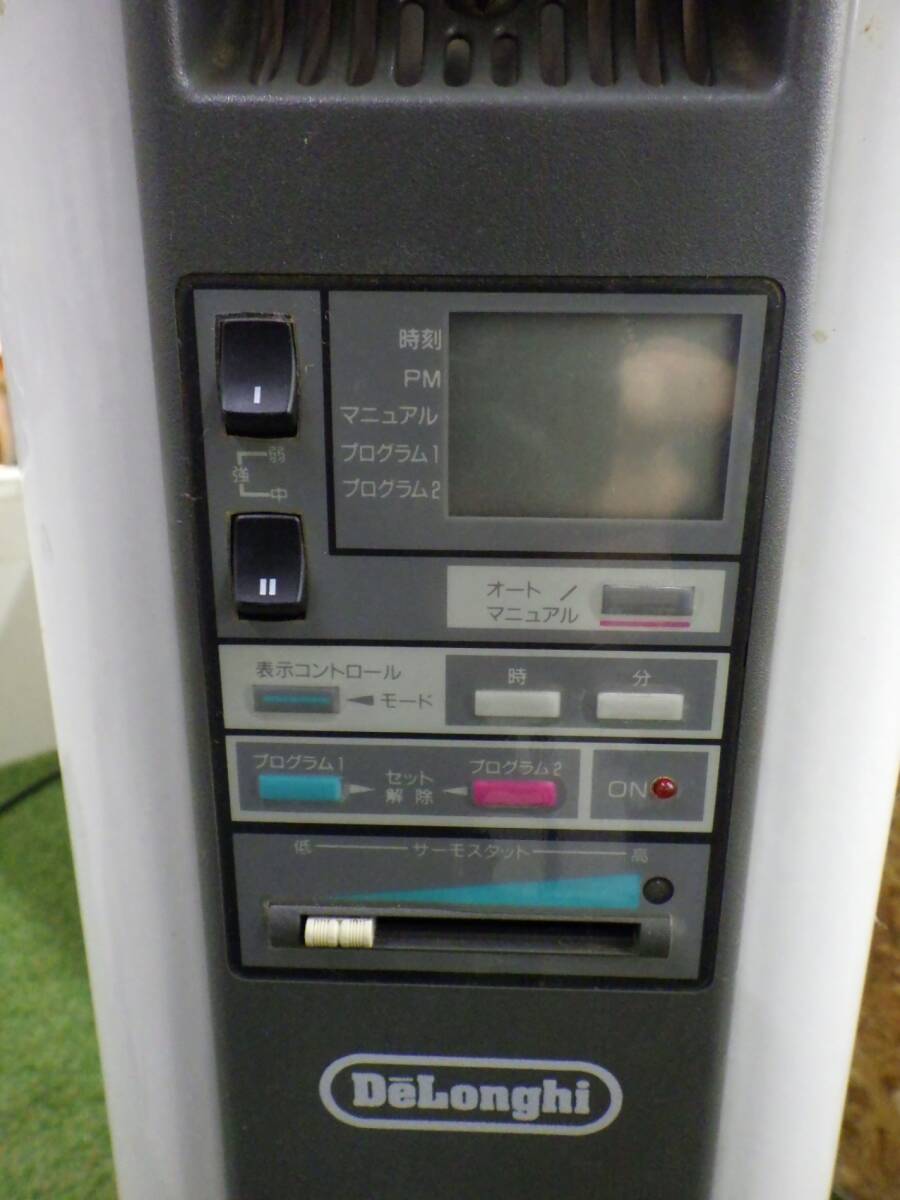 I
弱
強
中
II
時刻
PM
マニュアル
プログラム1
プログラム2
オート／
マニュアル
表示コントロール
モード
時
分
プログラム1
セット
解除
プログラム2
ON
低
サーモスタット
高
DēLonghi